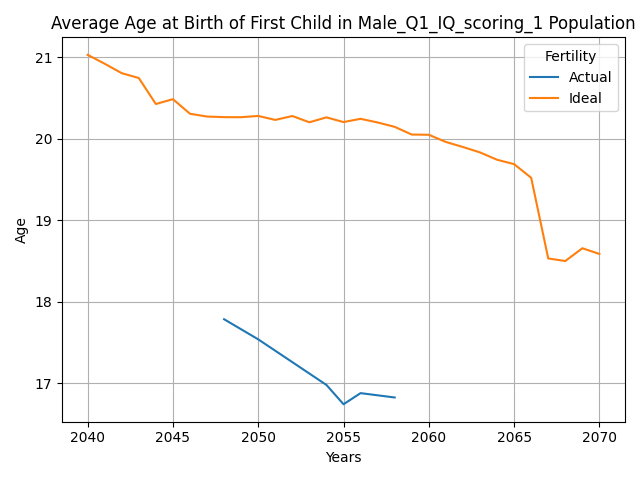 Average Age at Birth of First Child in Male_Q1_IQ_scoring_1 Population
Fertility
Actual
Ideal
21
20
19
18
17
Age
2040 2045 2050 2055 2060 2065 2070
Years